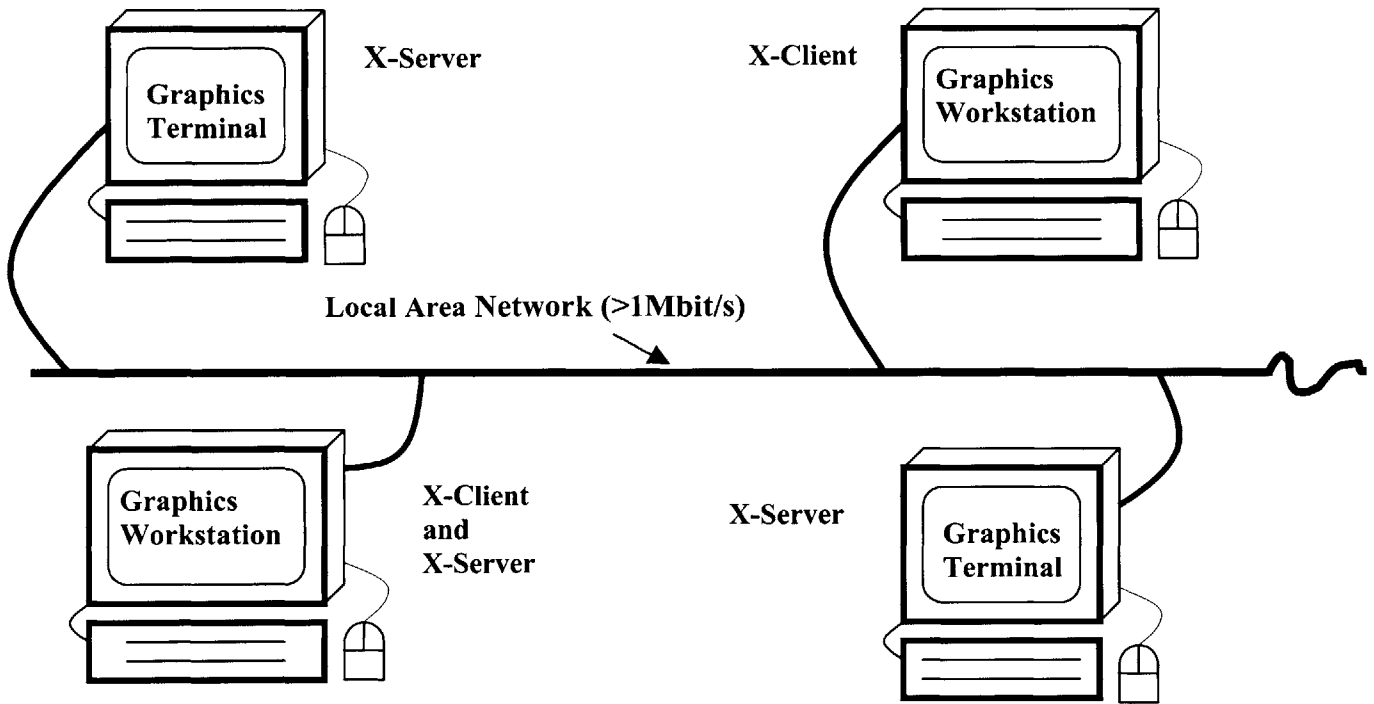 Graphics
Terminal
X-Server
X-Client
Graphics
Workstation
Local Area Network (>1Mbit/s)
Graphics
Workstation
X-Client
and
X-Server
X-Server
Graphics
Terminal